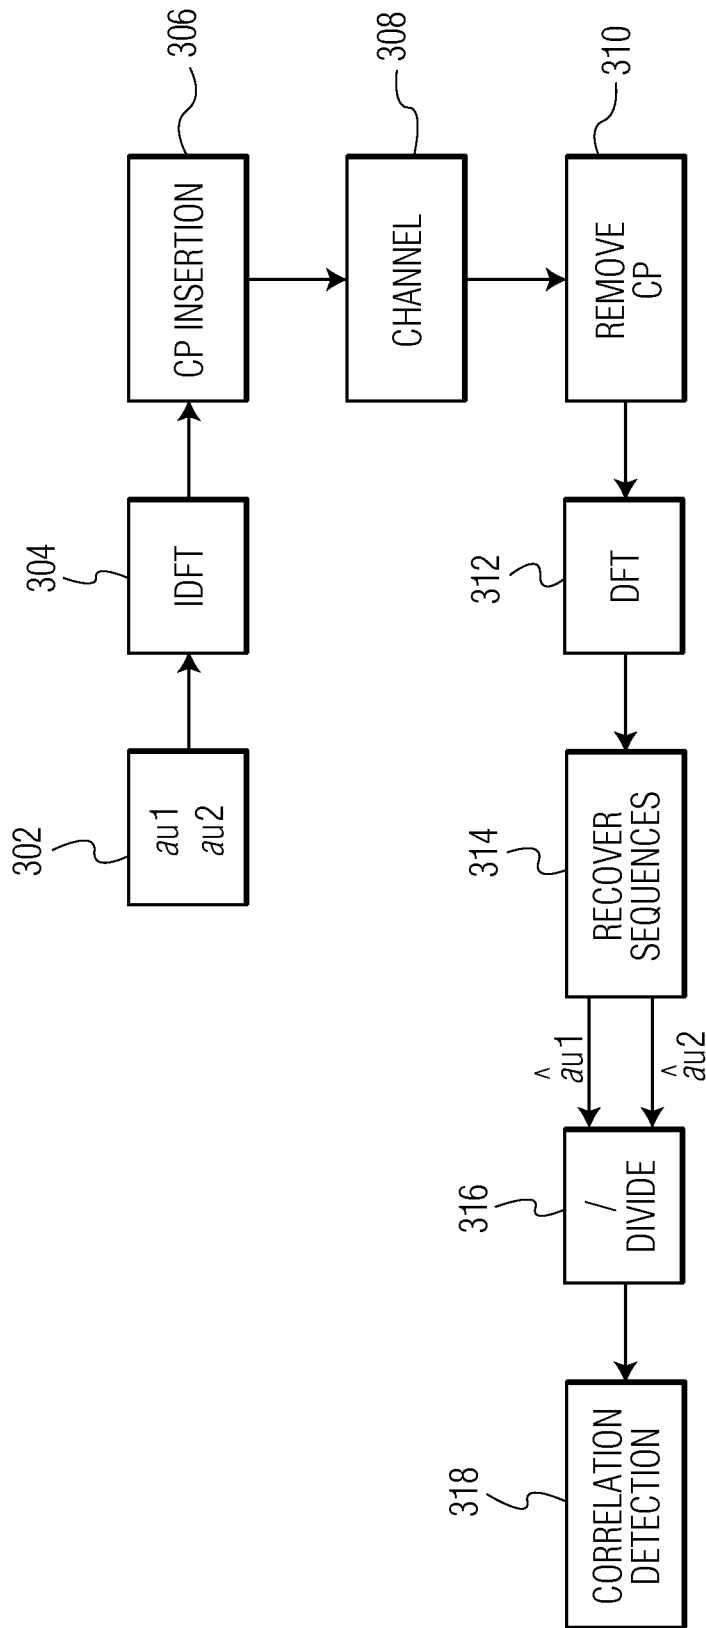 302
au1
au2
304
IDFT
306
CP INSERTION
308
CHANNEL
310
REMOVE
CP
312
DFT
314
RECOVER
SEQUENCES
^
au1
^
au2
316
/
DIVIDE
318
CORRELATION
DETECTION